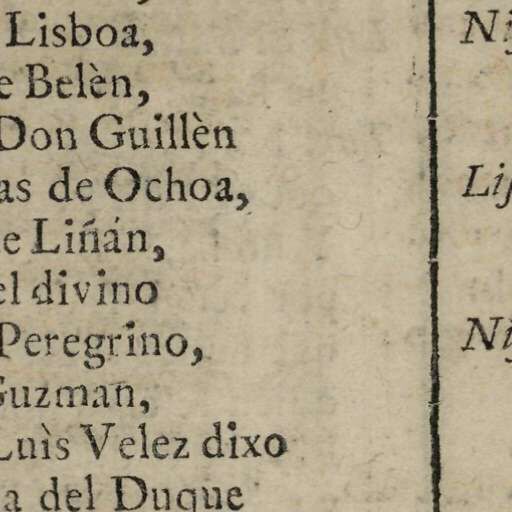 Lisboa,
e Belèn,
Don Guillèn
as de Ochoa,
e Liñán,
el divino
Peregrino,
Guzman,
Luìs Velez dixo
a del Duque
Ni
Lis
Ni